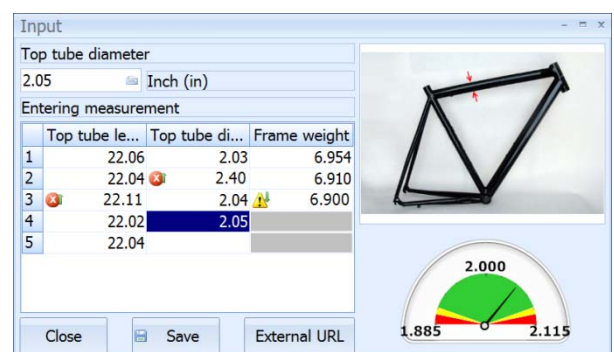 Input
Top tube diameter
2.05 Inch (in)
Entering measurement
Top tube le... Top tube di... Frame weight
1 22.06 2.03 6.954
2 22.04 2.40 6.910
3 22.11 2.04 6.900
4 22.02 2.05
5 22.04
2.000
1.885 2.115
Close Save External URL